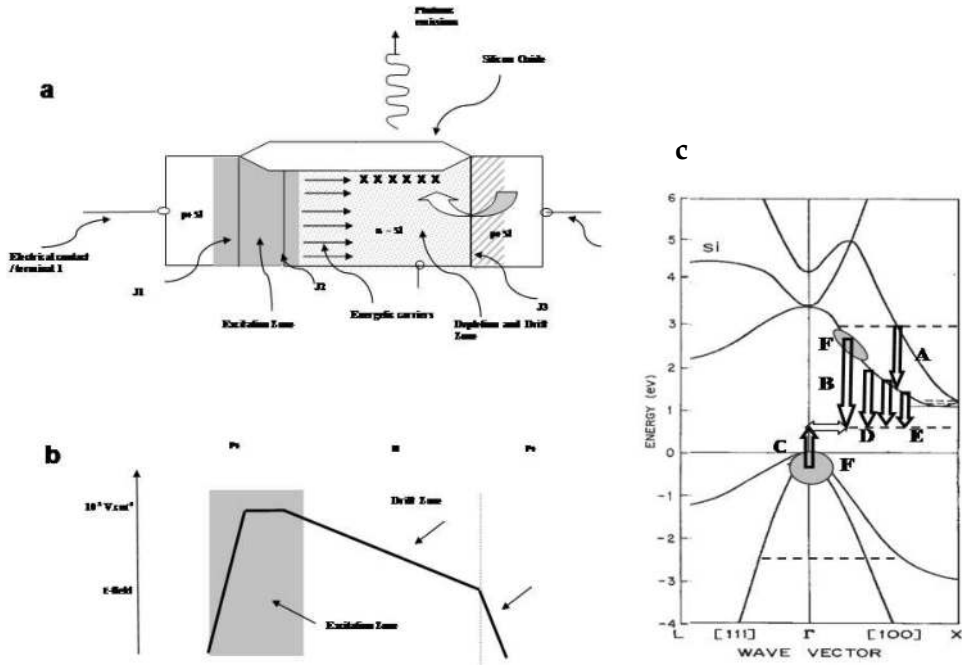 Photonic
emissions
Silicon Oxide
a
p+ Si
n - Si
p+ Si
Electrical contact
/ terminal 1
J1
J2
J3
Excitation Zone
Energetic carriers
Depletion and Drift
Zone
b
P+
N
P+
Drift Zone
E-field
Excitation Zone
c
6
5
4
3
2
1
0
-1
-2
-3
-4
Si
ENERGY (eV)
F
A
B
D
E
C
F
L
[111]
Γ
[100]
X
WAVE VECTOR